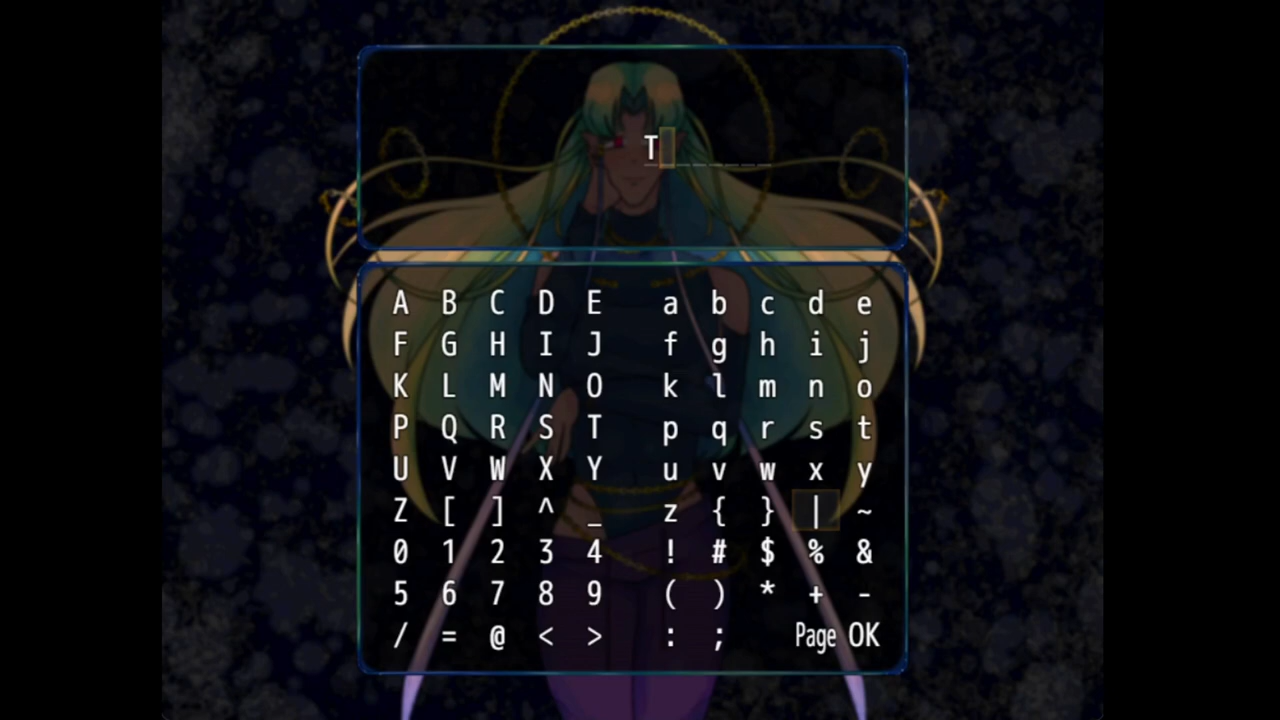 T
A B C D E a b c d e
F G H I J f g h i j
K L M N O k l m n o
P Q R S T p q r s t
U V W X Y u v w x y
Z [ ] ^ _ z { } | ~
0 1 2 3 4 ! # $ % &
5 6 7 8 9 ( ) * + -
/ = @ < > : ; Page OK